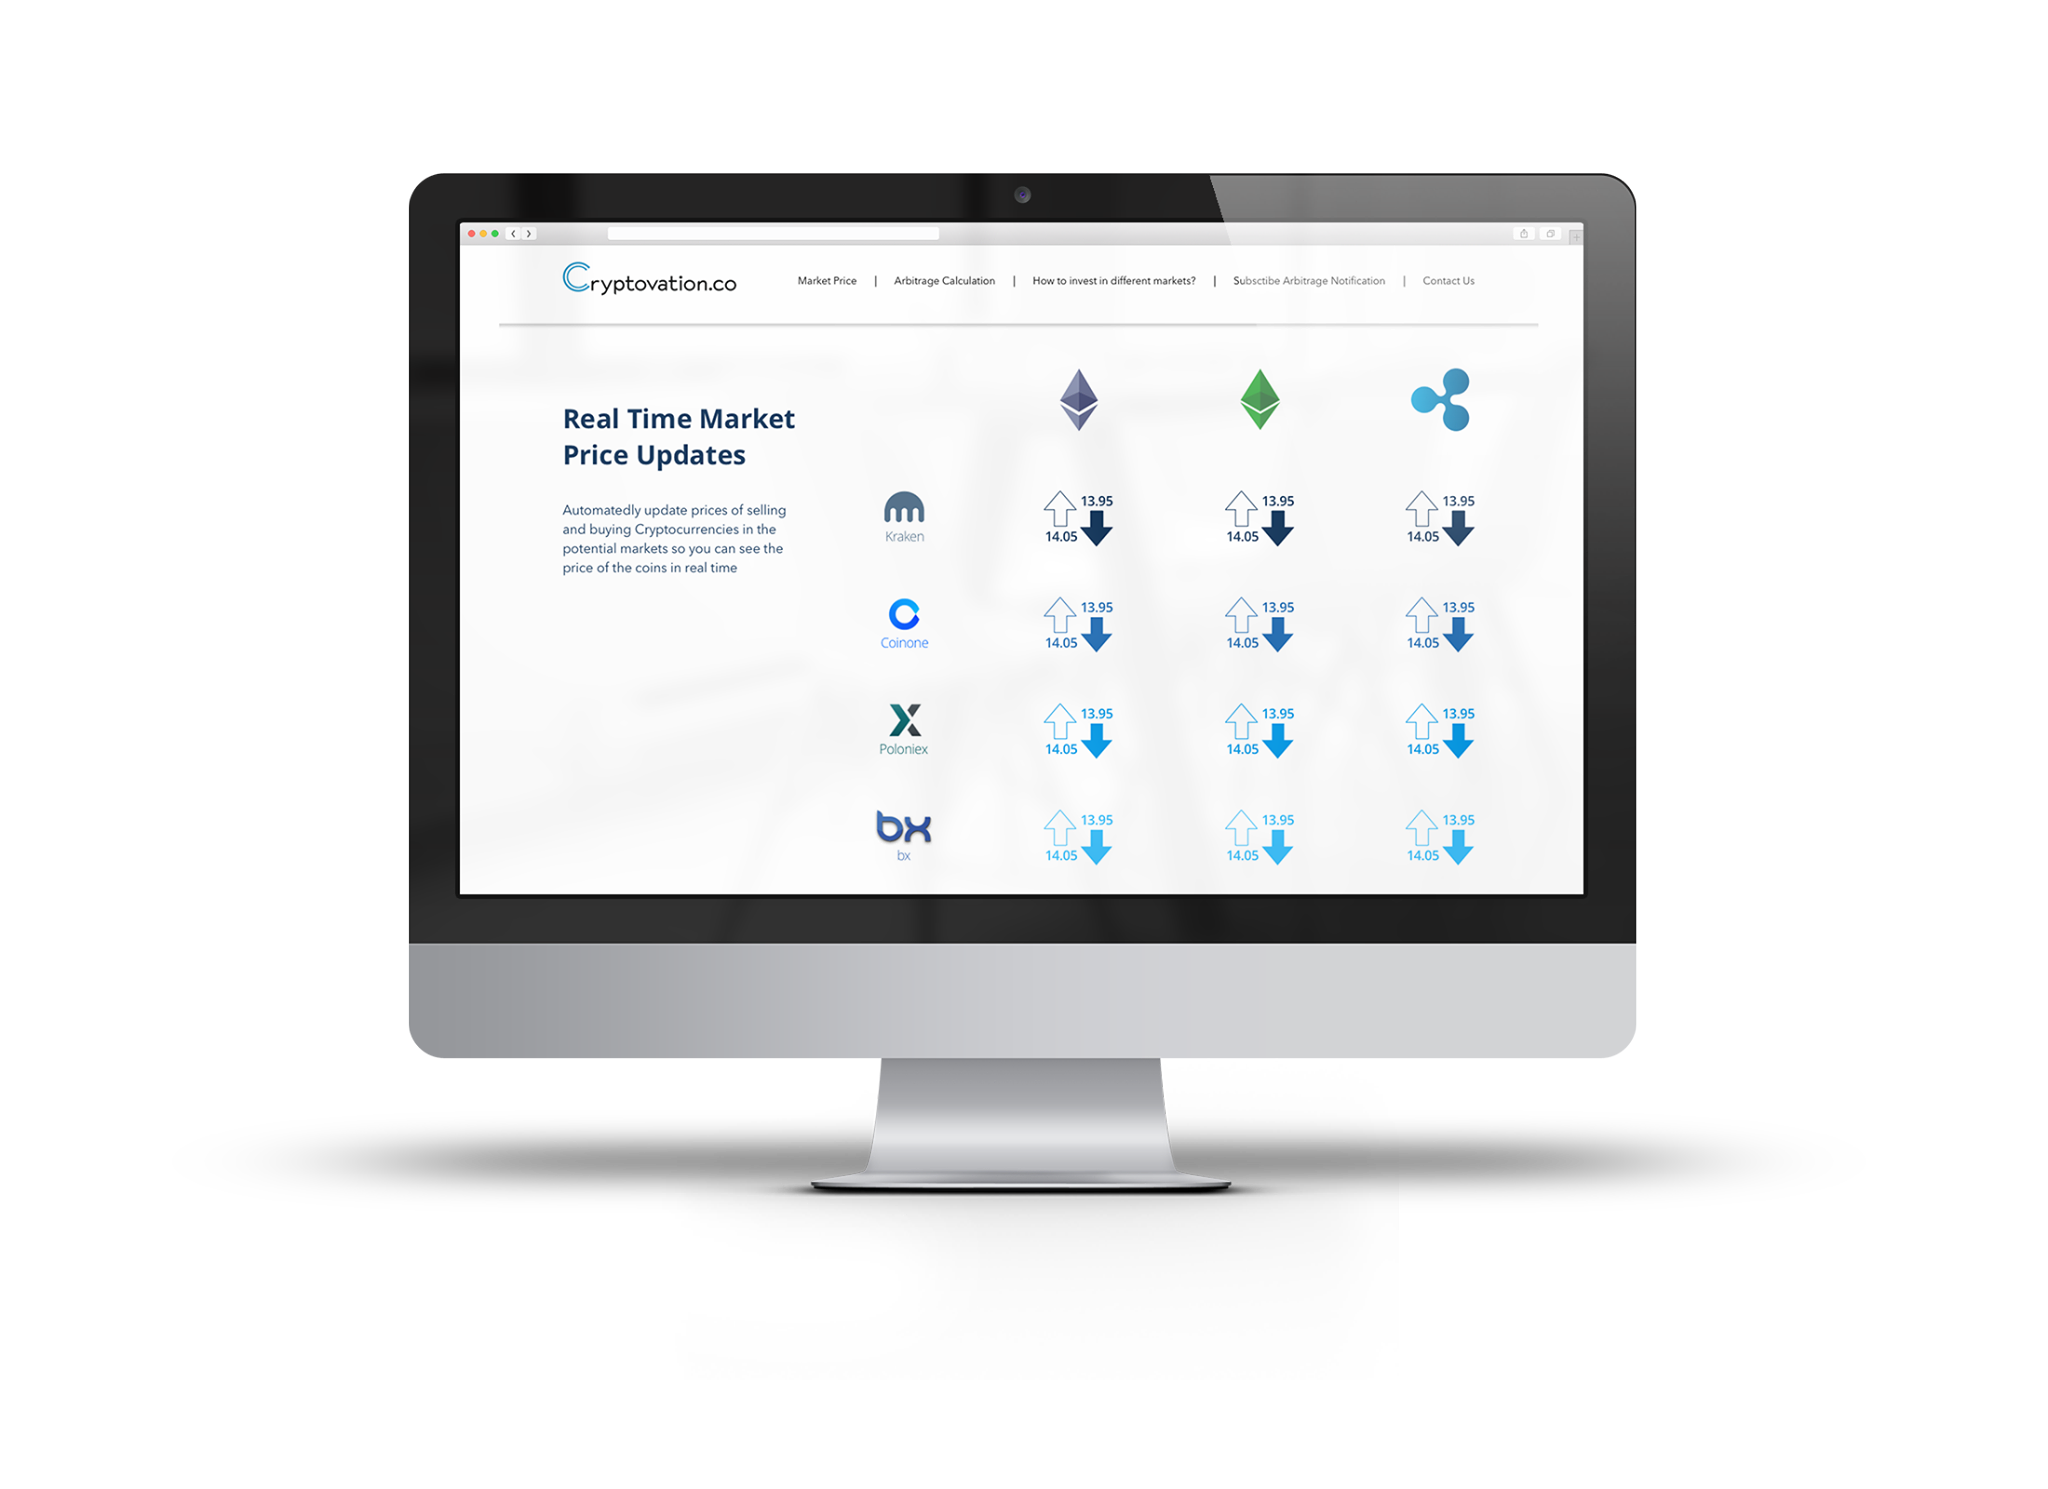 Cryptovation.co
Market Price | Arbitrage Calculation | How to invest in different markets? | Subsctibe Arbitrage Notification | Contact Us
Real Time Market
Price Updates
Automatedly update prices of selling
and buying Cryptocurrencies in the
potential markets so you can see the
price of the coins in real time
Kraken
13.95
14.05
13.95
14.05
13.95
14.05
Coinone
13.95
14.05
13.95
14.05
13.95
14.05
Poloniex
13.95
14.05
13.95
14.05
13.95
14.05
bx
bx
13.95
14.05
13.95
14.05
13.95
14.05